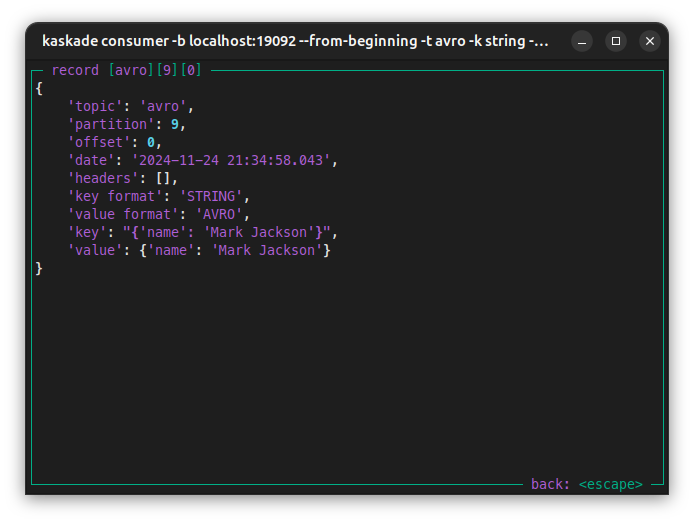 kaskade consumer -b localhost:19092 --from-beginning -t avro -k string -...
record [avro][9][0]
{
    'topic': 'avro',
    'partition': 9,
    'offset': 0,
    'date': '2024-11-24 21:34:58.043',
    'headers': [],
    'key format': 'STRING',
    'value format': 'AVRO',
    'key': "{'name': 'Mark Jackson'}",
    'value': {'name': 'Mark Jackson'}
}
back: <escape>